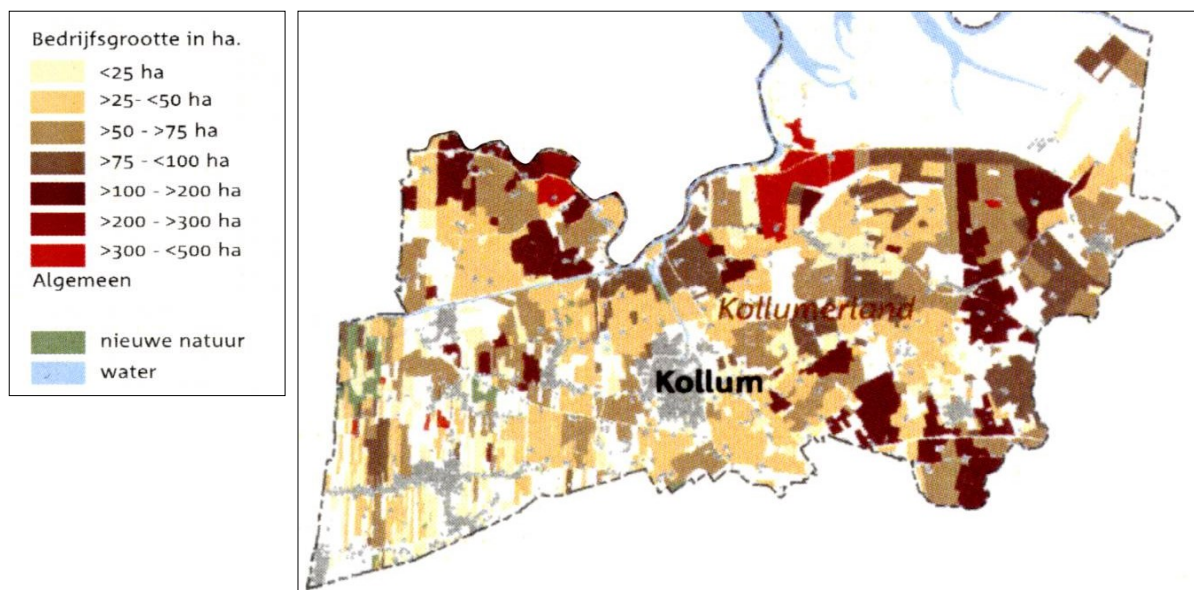 Bedrijfsgrootte in ha.
<25 ha
>25- <50 ha
>50 - >75 ha
>75 - <100 ha
>100 - >200 ha
>200 - >300 ha
>300 - <500 ha
Algemeen
nieuwe natuur
water
Kollumerland
Kollum